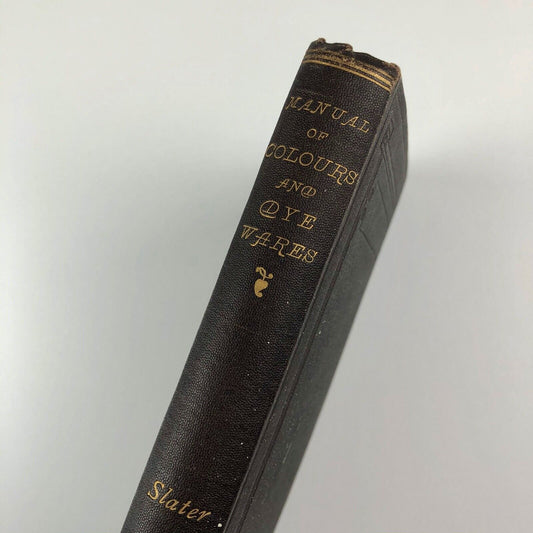 MANUAL
OF
COLOURS
AND
DYE
WARES
Slater.